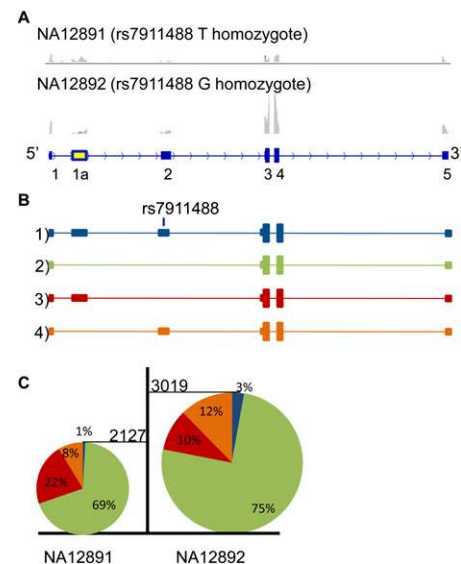 A
NA12891 (rs7911488 T homozygote)
NA12892 (rs7911488 G homozygote)
5’ 3’
1 1a 2 3 4 5
B
rs7911488
1)
2)
3)
4)
C
3019 3%
12%
1% 2127 10%
8%
22%
69% 75%
NA12891 NA12892